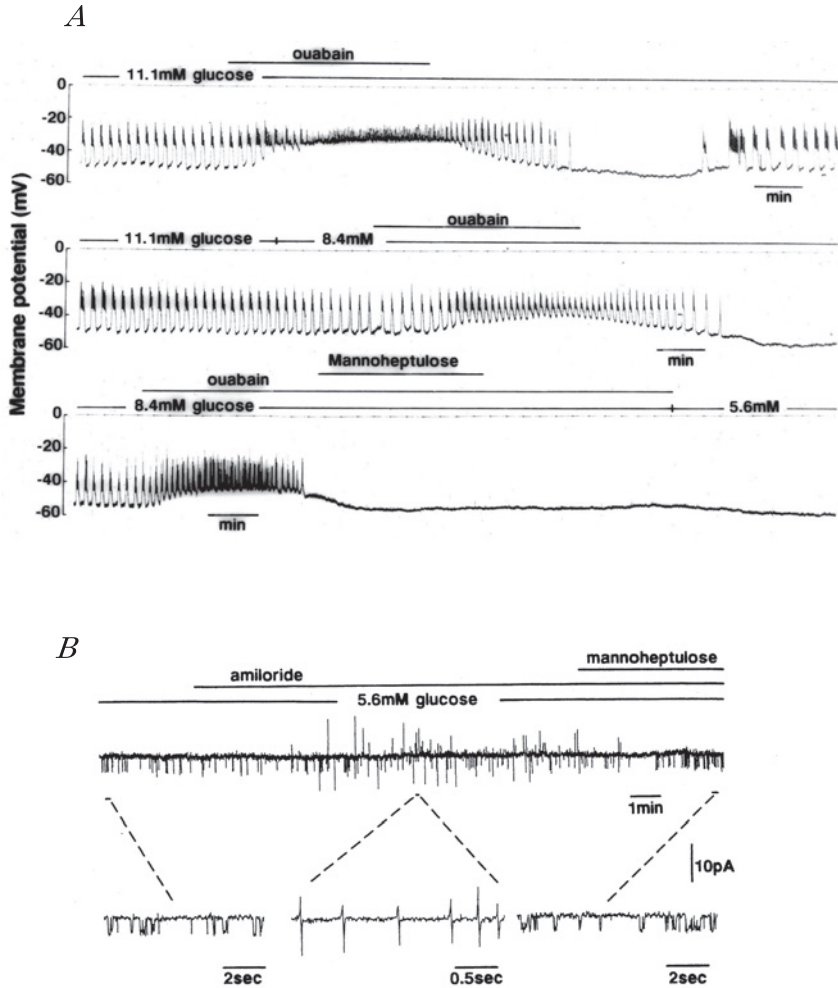 A
ouabain
11.1mM glucose
0
-20
-40
-60
min
ouabain
11.1mM glucose 8.4mM
0
-20
-40
-60
min
Mannoheptulose
ouabain
8.4mM glucose 5.6mM
0
-20
-40
-60
min
Membrane potential (mV)
B
mannoheptulose
amiloride
5.6mM glucose
1min
10pA
2sec 0.5sec 2sec